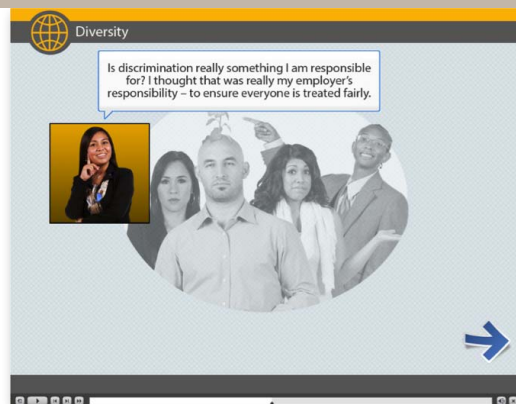 Diversity
Is discrimination really something I am responsible
for? I thought that was really my employer's
responsibility – to ensure everyone is treated fairly.